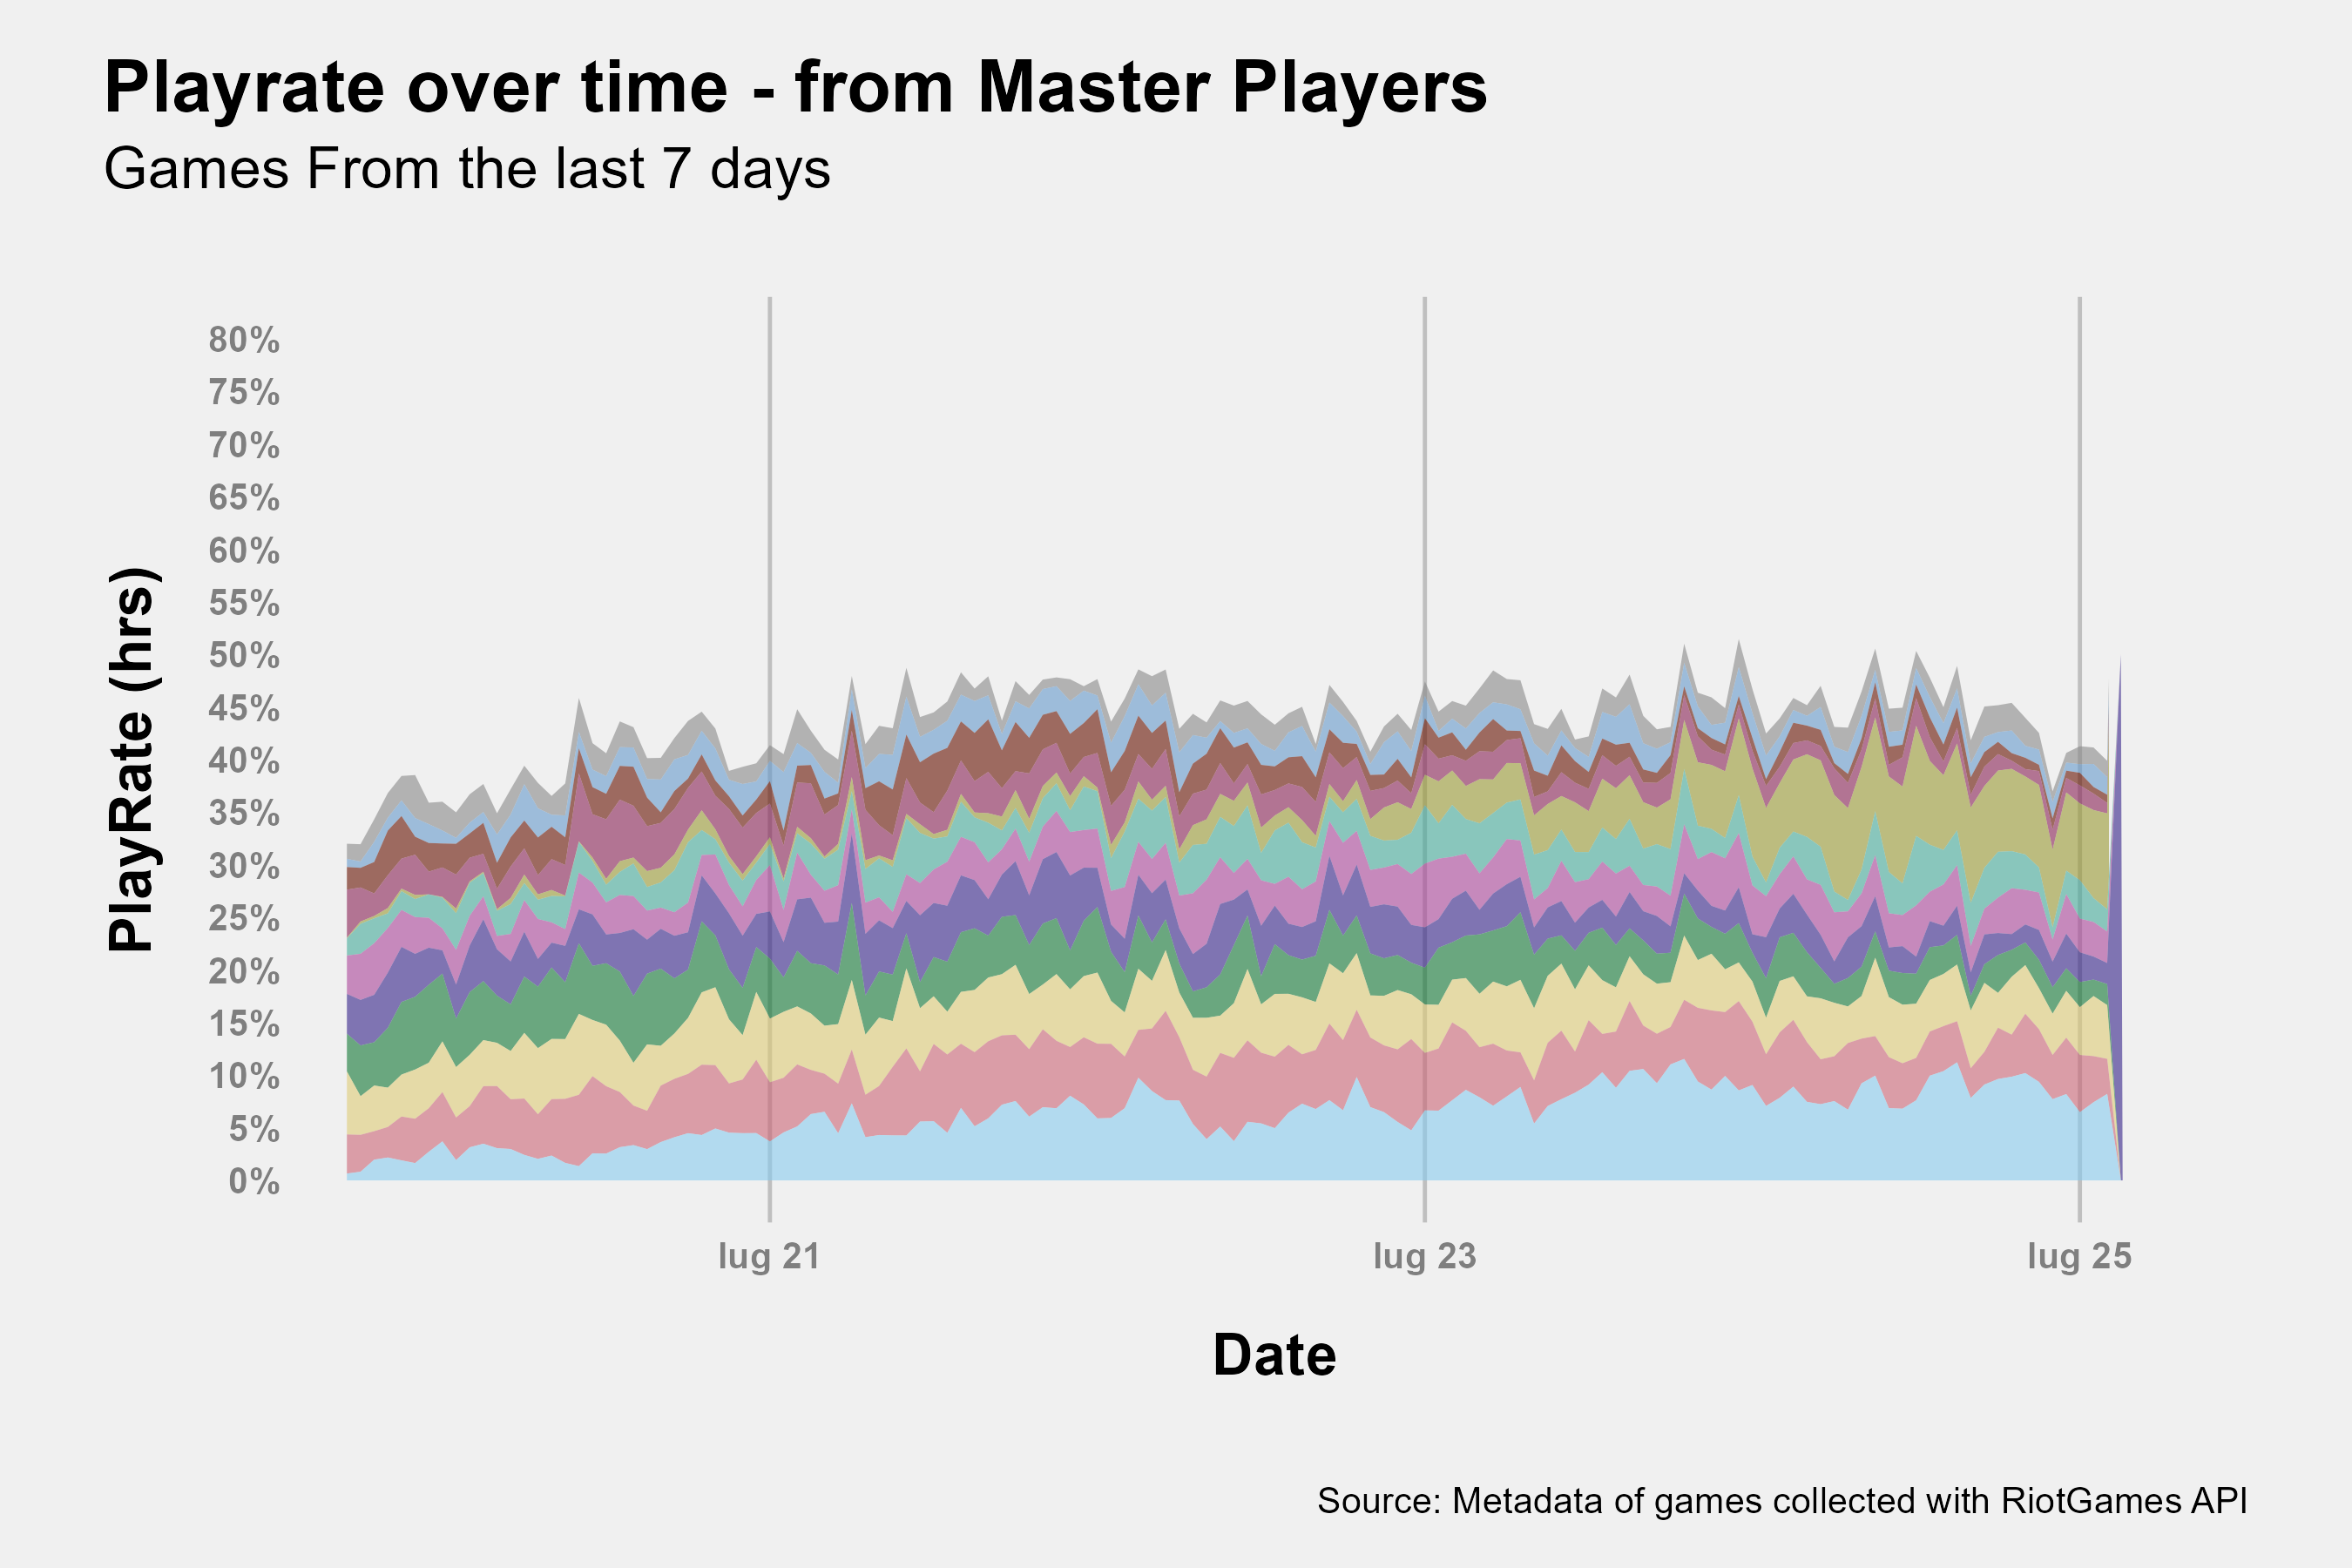 Playrate over time - from Master Players
Games From the last 7 days
PlayRate (hrs)
80%
75%
70%
65%
60%
55%
50%
45%
40%
35%
30%
25%
20%
15%
10%
5%
0%
lug 21
lug 23
lug 25
Date
Source: Metadata of games collected with RiotGames API